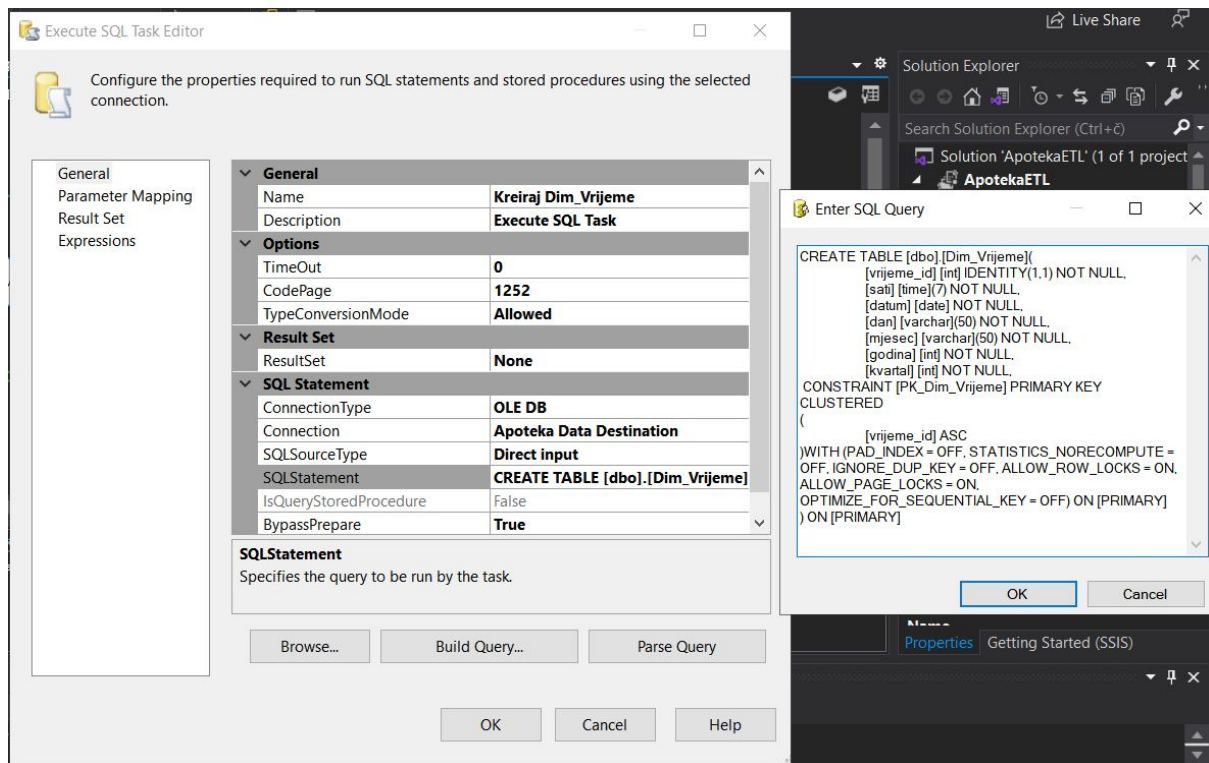 Execute SQL Task Editor
Configure the properties required to run SQL statements and stored procedures using the selected
connection.
General
Parameter Mapping
Result Set
Expressions
General
Name Kreiraj Dim_Vrijeme
Description Execute SQL Task
Options
TimeOut 0
CodePage 1252
TypeConversionMode Allowed
Result Set
ResultSet None
SQL Statement
ConnectionType OLE DB
Connection Apoteka Data Destination
SQLSourceType Direct input
SQLStatement CREATE TABLE [dbo].[Dim_Vrijeme]
IsQueryStoredProcedure False
BypassPrepare True
SQLStatement
Specifies the query to be run by the task.
Browse... Build Query... Parse Query
OK Cancel Help
Live Share
Solution Explorer
Search Solution Explorer (Ctrl+č)
Solution 'ApotekaETL' (1 of 1 project
ApotekaETL
Enter SQL Query
CREATE TABLE [dbo].[Dim_Vrijeme](
[vrijeme_id] [int] IDENTITY(1,1) NOT NULL,
[sati] [time](7) NOT NULL,
[datum] [date] NOT NULL,
[dan] [varchar](50) NOT NULL,
[mjesec] [varchar](50) NOT NULL,
[godina] [int] NOT NULL,
[kvartal] [int] NOT NULL,
CONSTRAINT [PK_Dim_Vrijeme] PRIMARY KEY
CLUSTERED
(
[vrijeme_id] ASC
)WITH (PAD_INDEX = OFF, STATISTICS_NORECOMPUTE =
OFF, IGNORE_DUP_KEY = OFF, ALLOW_ROW_LOCKS = ON,
ALLOW_PAGE_LOCKS = ON,
OPTIMIZE_FOR_SEQUENTIAL_KEY = OFF) ON [PRIMARY]
) ON [PRIMARY]
OK Cancel
Properties Getting Started (SSIS)